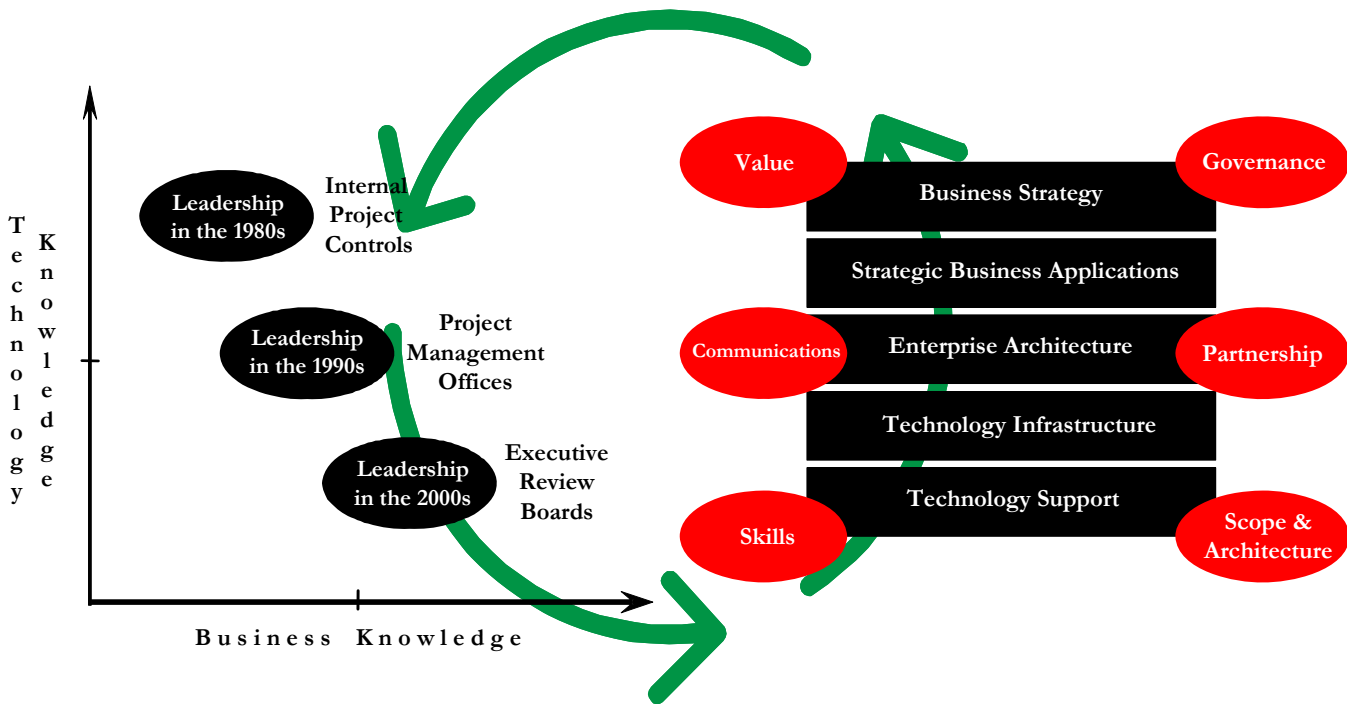 Technology
Knowledge
Leadership
in the 1980s
Internal
Project
Controls
Leadership
in the 1990s
Project
Management
Offices
Leadership
in the 2000s
Executive
Review
Boards
Business Knowledge
Value
Governance
Business Strategy
Strategic Business Applications
Communications
Enterprise Architecture
Partnership
Technology Infrastructure
Technology Support
Skills
Scope &
Architecture